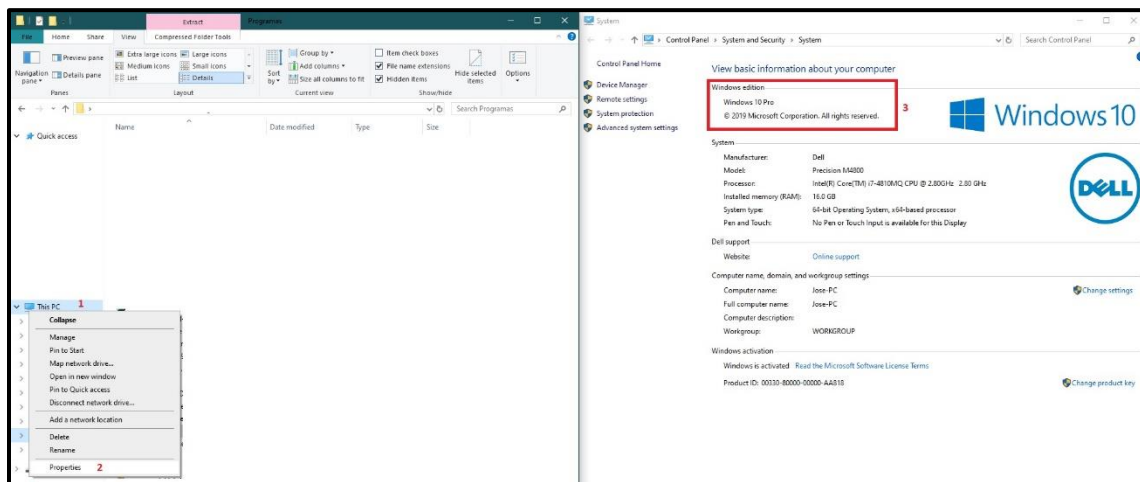 Extract
Programas
File
Home
Share
View
Compressed Folder Tools
Navigation pane
Preview pane
Details pane
Panes
Extra large icons
Large icons
Medium icons
Small icons
List
Details
Layout
Sort by
Group by
Add columns
Size all columns to fit
Current view
Item check boxes
File name extensions
Hidden items
Hide selected items
Show/hide
Options
Search Programas
Quick access
Name
Date modified
Type
Size
This PC 1
Collapse
Manage
Pin to Start
Map network drive...
Open in new window
Pin to Quick access
Disconnect network drive...
Add a network location
Delete
Rename
Properties 2
System
Control Panel > System and Security > System
Search Control Panel
Control Panel Home
Device Manager
Remote settings
System protection
Advanced system settings
View basic information about your computer
Windows edition
Windows 10 Pro
© 2019 Microsoft Corporation. All rights reserved.
3
Windows 10
System
Manufacturer: Dell
Model: Precision M4800
Processor: Intel(R) Core(TM) i7-4810MQ CPU @ 2.80GHz 2.80 GHz
Installed memory (RAM): 16.0 GB
System type: 64-bit Operating System, x64-based processor
Pen and Touch: No Pen or Touch Input is available for this Display
DELL
Dell support
Website: Online support
Computer name, domain, and workgroup settings
Computer name: Jose-PC
Change settings
Full computer name: Jose-PC
Computer description:
Workgroup: WORKGROUP
Windows activation
Windows is activated Read the Microsoft Software License Terms
Product ID: 00330-80000-00000-AA818
Change product key